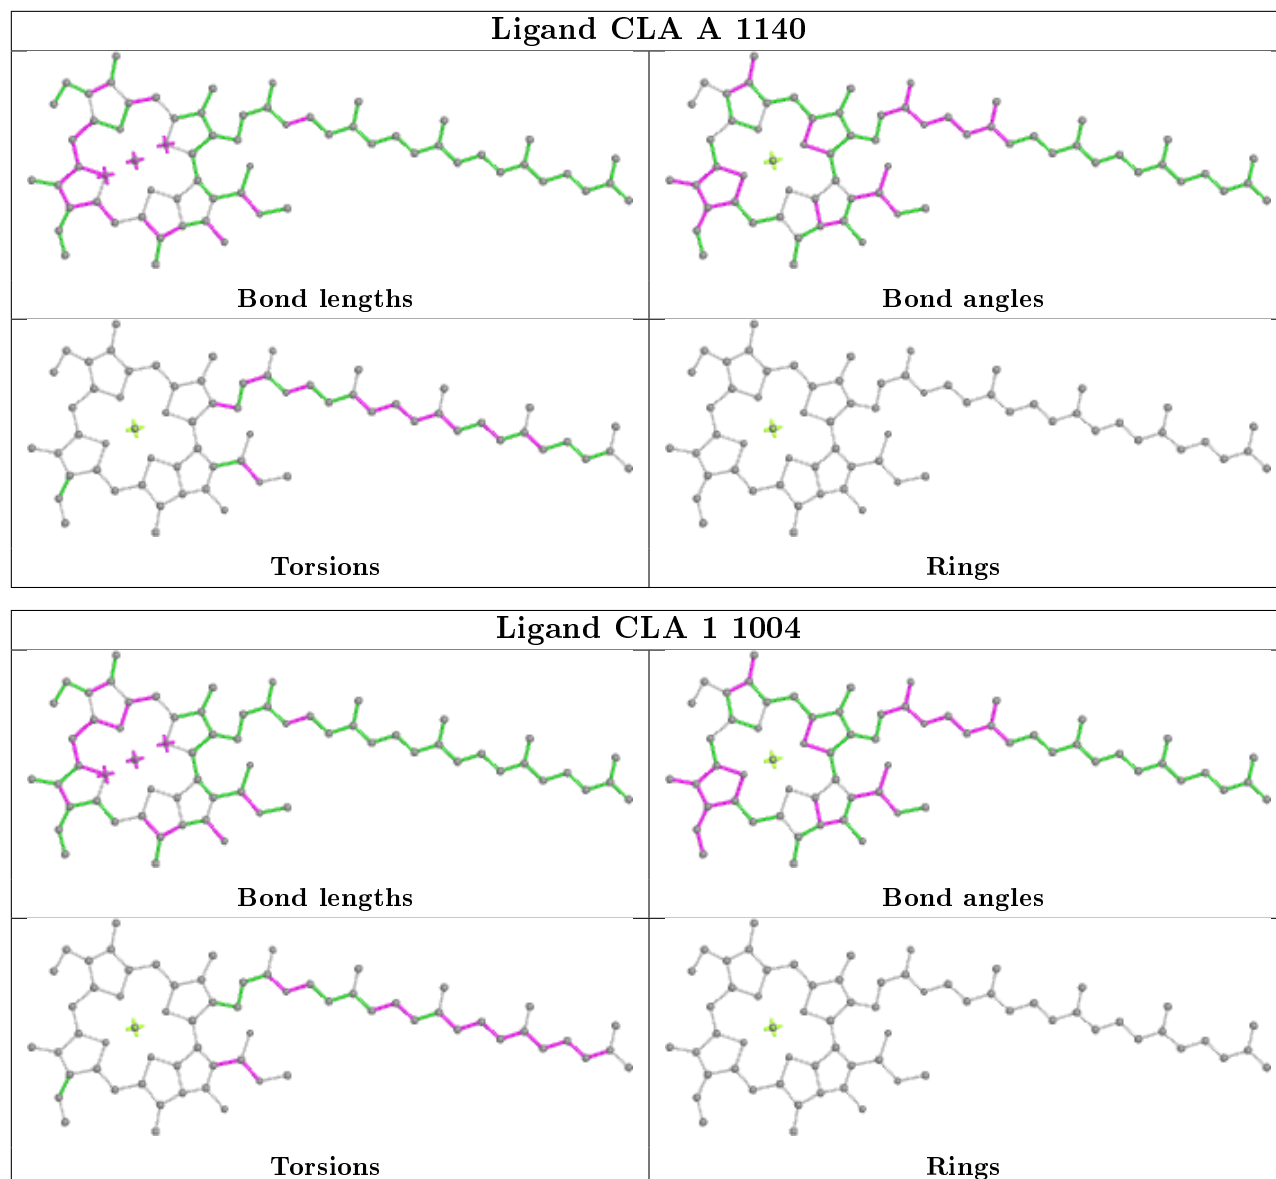 Ligand CLA A 1140
Bond lengths
Bond angles
Torsions
Rings
Ligand CLA 1 1004
Bond lengths
Bond angles
Torsions
Rings